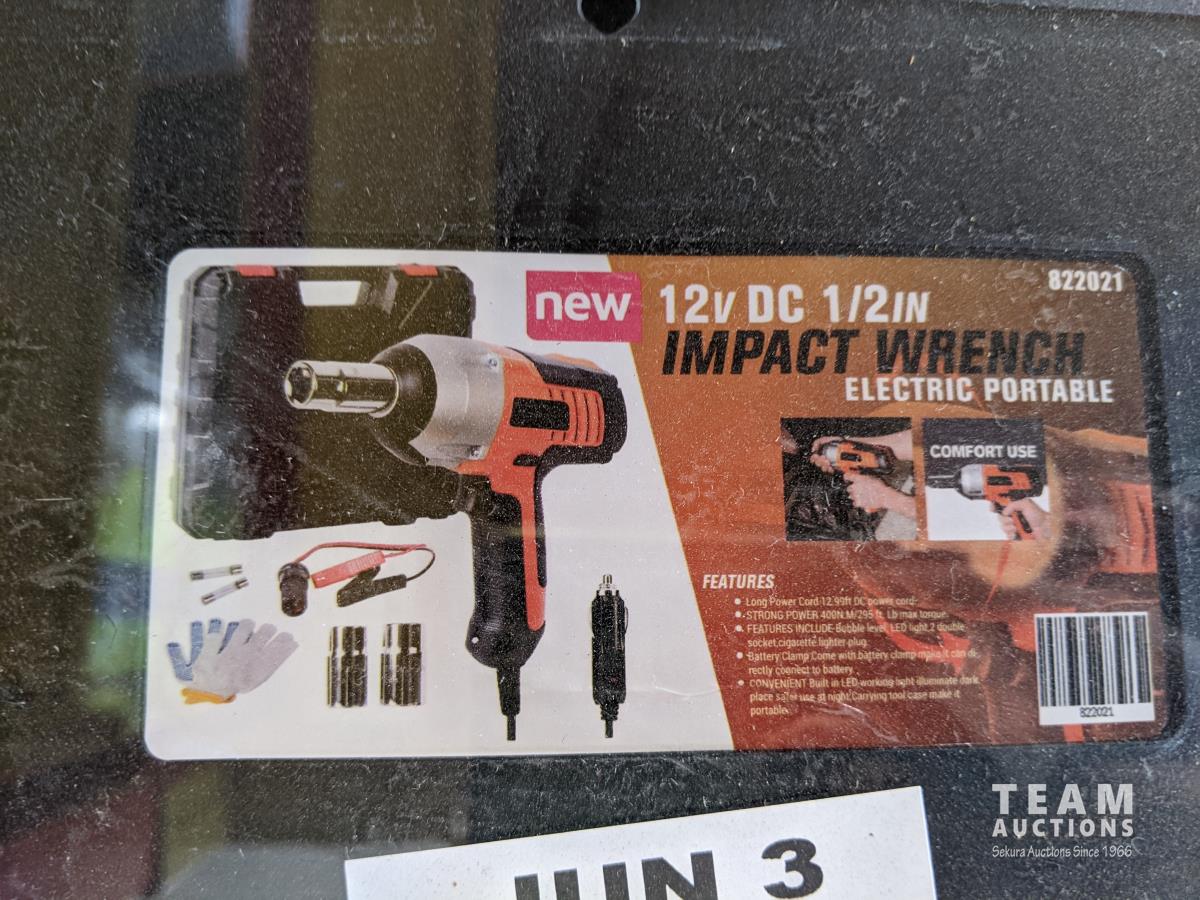 822021
new
12V DC 1/2IN
IMPACT WRENCH
ELECTRIC PORTABLE
COMFORT USE
FEATURES
• Long Power Cord 12.99ft DC power cord.
• STRONG POWER 400N.M/295 ft. Lb max torque.
• FEATURES INCLUDE Bubble level, LED light,2 double
socket,cigarette lighter plug.
• Battery Clamp Come with battery clamp make it can di-
rectly connect to battery.
• CONVENIENT Built in LED working light illuminate dark
place safer use at night.Carrying tool case make it
portable.
822021
JUN 3
TEAM
AUCTIONS
Sekura Auctions Since 1966